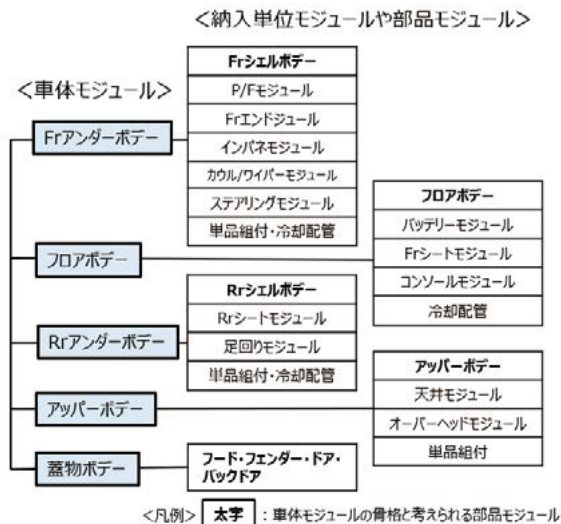 ＜納入単位モジュールや部品モジュール＞
＜車体モジュール＞
Frアンダーボデー
Frシェルボデー
P/Fモジュール
Frエンドジュール
インパネモジュール
カウル/ワイパーモジュール
ステアリングモジュール
単品組付・冷却配管
フロアボデー
フロアボデー
バッテリーモジュール
Frシートモジュール
コンソールモジュール
冷却配管
Rrアンダーボデー
Rrシェルボデー
Rrシートモジュール
足回りモジュール
単品組付・冷却配管
アッパーボデー
アッパーボデー
天井モジュール
オーバーヘッドモジュール
単品組付
蓋物ボデー
フード・フェンダー・ドア・
バックドア
＜凡例＞ 太字 ：車体モジュールの骨格と考えられる部品モジュール